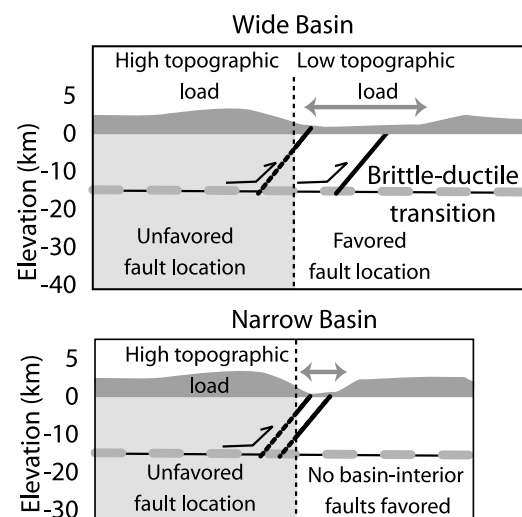 Wide Basin
High topographic Low topographic
load load
5
0
-10
-20
-30
-40
Elevation (km)
Brittle-ductile
transition
Unfavored Favored
fault location fault location
Narrow Basin
High topographic
load
5
0
-10
-20
-30
Elevation (km)
Unfavored No basin-interior
fault location faults favored